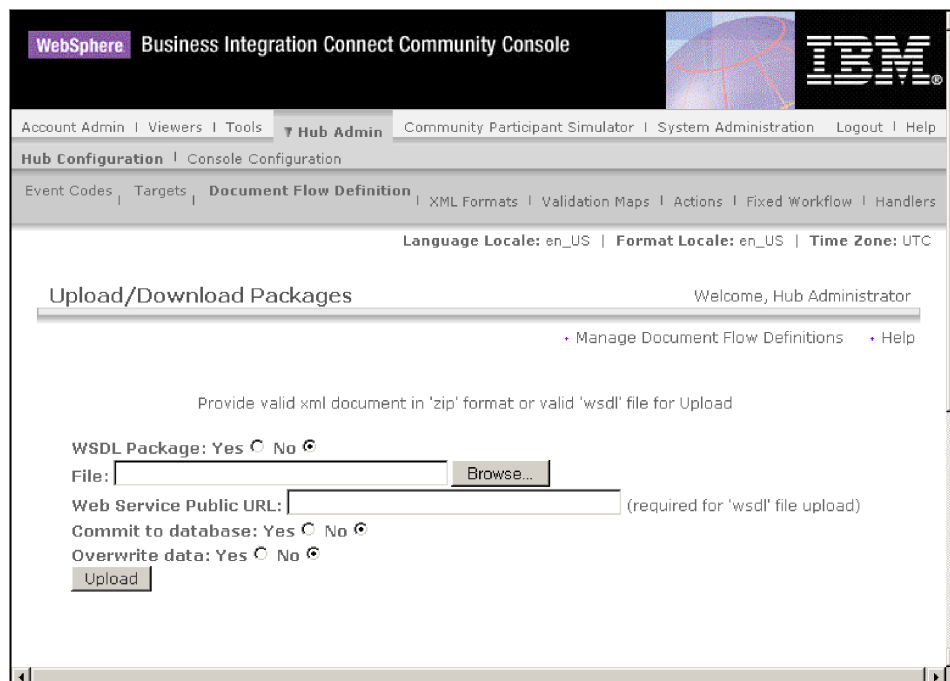 WebSphere Business Integration Connect Community Console
IBM®
Account Admin | Viewers | Tools Hub Admin Community Participant Simulator | System Administration Logout | Help
Hub Configuration | Console Configuration
Event Codes | Targets | Document Flow Definition | XML Formats | Validation Maps | Actions | Fixed Workflow | Handlers
Language Locale: en_US | Format Locale: en_US | Time Zone: UTC
Upload/Download Packages Welcome, Hub Administrator
Manage Document Flow Definitions Help
Provide valid xml document in 'zip' format or valid 'wsdl' file for Upload
WSDL Package: Yes No
File: Browse...
Web Service Public URL: (required for 'wsdl' file upload)
Commit to database: Yes No
Overwrite data: Yes No
Upload